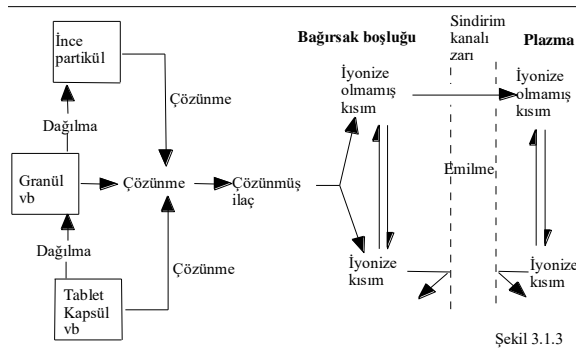 İnce
partikül
Çözünme
Dağılma
Granül
vb
Çözünme
Çözünmüş
ilaç
Dağılma
Çözünme
Tablet
Kapsül
vb
Bağırsak boşluğu
İyonize
olmamış
kısım
İyonize
kısım
Sindirim
kanalı
zarı
Emilme
Plazma
İyonize
olmamış
kısım
İyonize
kısım
Şekil 3.1.3